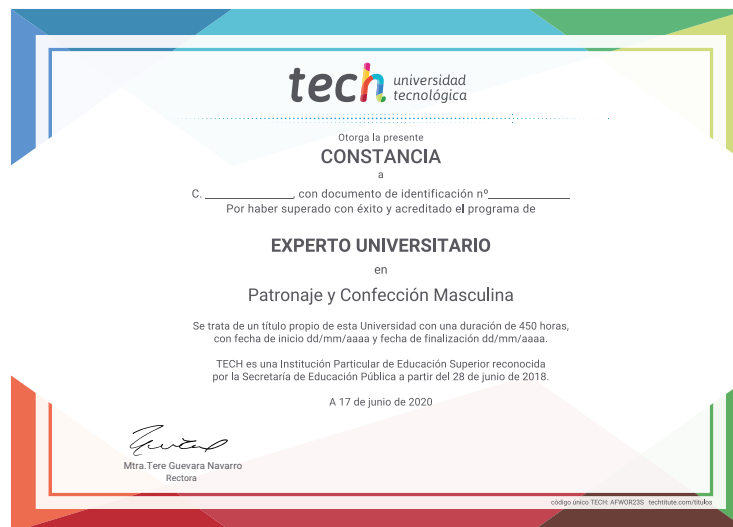 tech universidad
tecnológica
Otorga la presente
CONSTANCIA
a
C. ______________, con documento de identificación nº______________
Por haber superado con éxito y acreditado el programa de
EXPERTO UNIVERSITARIO
en
Patronaje y Confección Masculina
Se trata de un título propio de esta Universidad con una duración de 450 horas,
con fecha de inicio dd/mm/aaaa y fecha de finalización dd/mm/aaaa.
TECH es una Institución Particular de Educación Superior reconocida
por la Secretaría de Educación Pública a partir del 28 de junio de 2018.
A 17 de junio de 2020
Mtra.Tere Guevara Navarro
Rectora
código único TECH: AFWOR23S techtitute.com/titulos